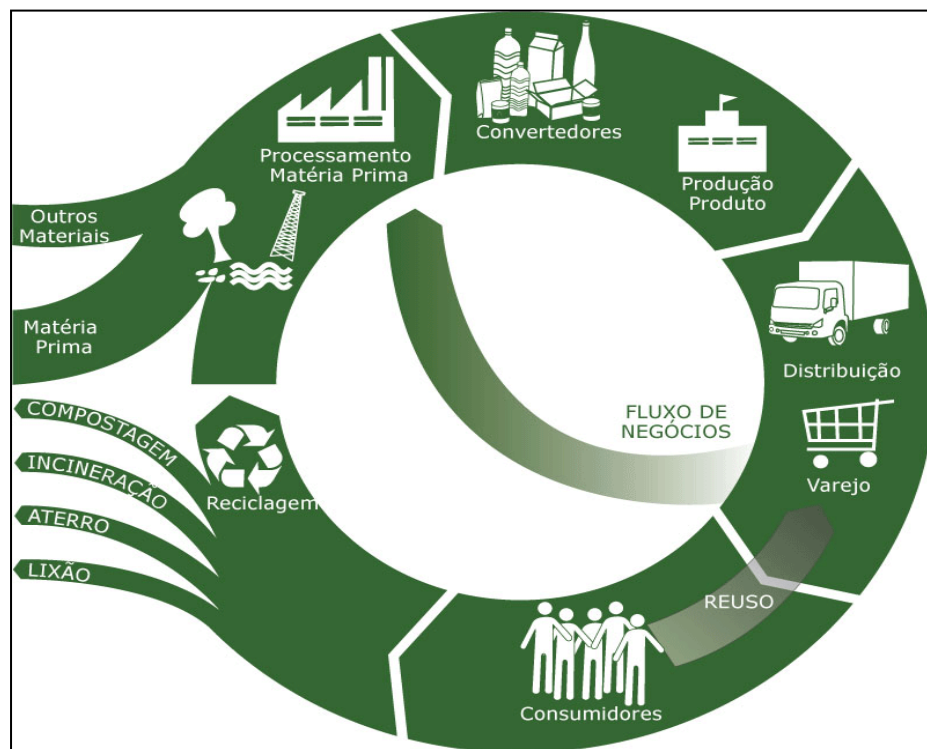 Convertedores
Processamento
Matéria Prima
Produção
Produto
Outros
Materiais
Matéria
Prima
Distribuição
FLUXO DE
NEGÓCIOS
Varejo
COMPOSTAGEM
INCINERAÇÃO
ATERRO
LIXÃO
Reciclagem
REUSO
Consumidores